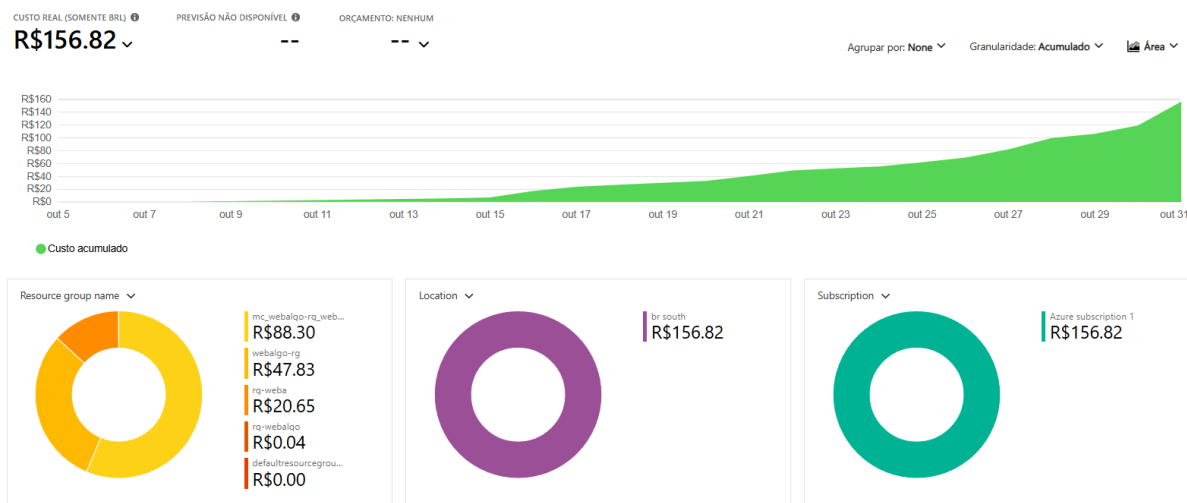 CUSTO REAL (SOMENTE BRL)
PREVISÃO NÃO DISPONÍVEL
ORÇAMENTO: NENHUM
R$156.82
--
--
Agrupar por: None
Granularidade: Acumulado
Área
R$160
R$140
R$120
R$100
R$80
R$60
R$40
R$20
R$0
out 5
out 7
out 9
out 11
out 13
out 15
out 17
out 19
out 21
out 23
out 25
out 27
out 29
out 31
Custo acumulado
Resource group name
mc_webalgo-rg_web...
R$88.30
webalgo-rg
R$47.83
rg-weba
R$20.65
rg-webalgo
R$0.04
defaultresourcegrou...
R$0.00
Location
br south
R$156.82
Subscription
Azure subscription 1
R$156.82